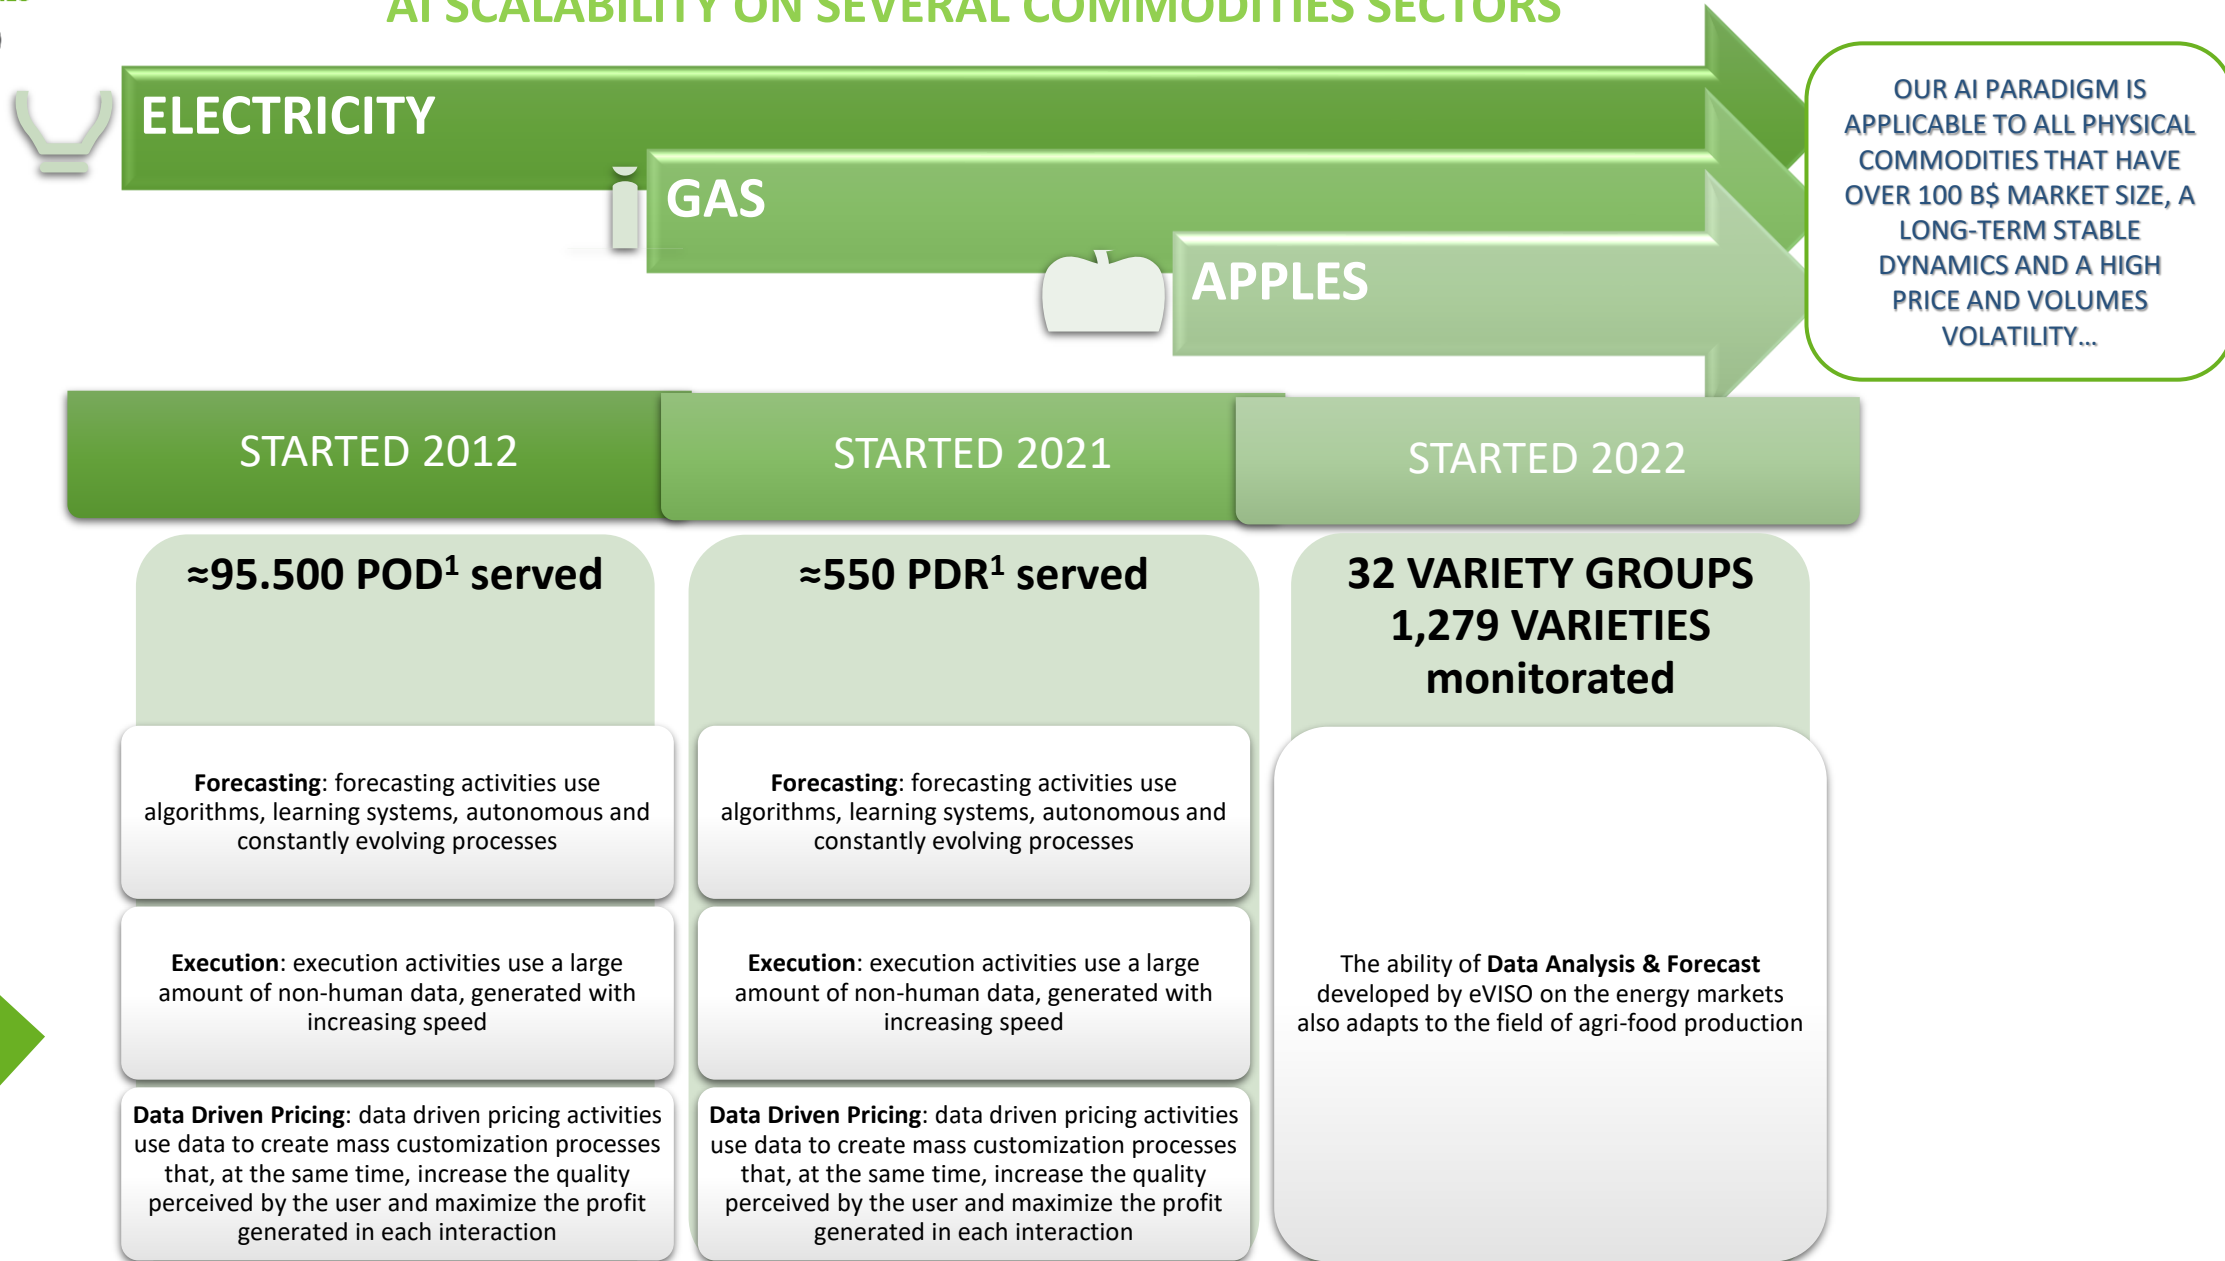 AI SCALABILITY ON SEVERAL COMMODITIES SECTORS
ELECTRICITY
GAS
APPLES
OUR AI PARADIGM IS
APPLICABLE TO ALL PHYSICAL
COMMODITIES THAT HAVE
OVER 100 B$ MARKET SIZE, A
LONG-TERM STABLE
DYNAMICS AND A HIGH
PRICE AND VOLUMES
VOLATILITY...
STARTED 2012
STARTED 2021
STARTED 2022
≈95.500 POD¹ served
Forecasting: forecasting activities use
algorithms, learning systems, autonomous and
constantly evolving processes
Execution: execution activities use a large
amount of non-human data, generated with
increasing speed
Data Driven Pricing: data driven pricing activities
use data to create mass customization processes
that, at the same time, increase the quality
perceived by the user and maximize the profit
generated in each interaction
≈550 PDR¹ served
Forecasting: forecasting activities use
algorithms, learning systems, autonomous and
constantly evolving processes
Execution: execution activities use a large
amount of non-human data, generated with
increasing speed
Data Driven Pricing: data driven pricing activities
use data to create mass customization processes
that, at the same time, increase the quality
perceived by the user and maximize the profit
generated in each interaction
32 VARIETY GROUPS
1,279 VARIETIES
monitorated
The ability of Data Analysis & Forecast
developed by eVISO on the energy markets
also adapts to the field of agri-food production